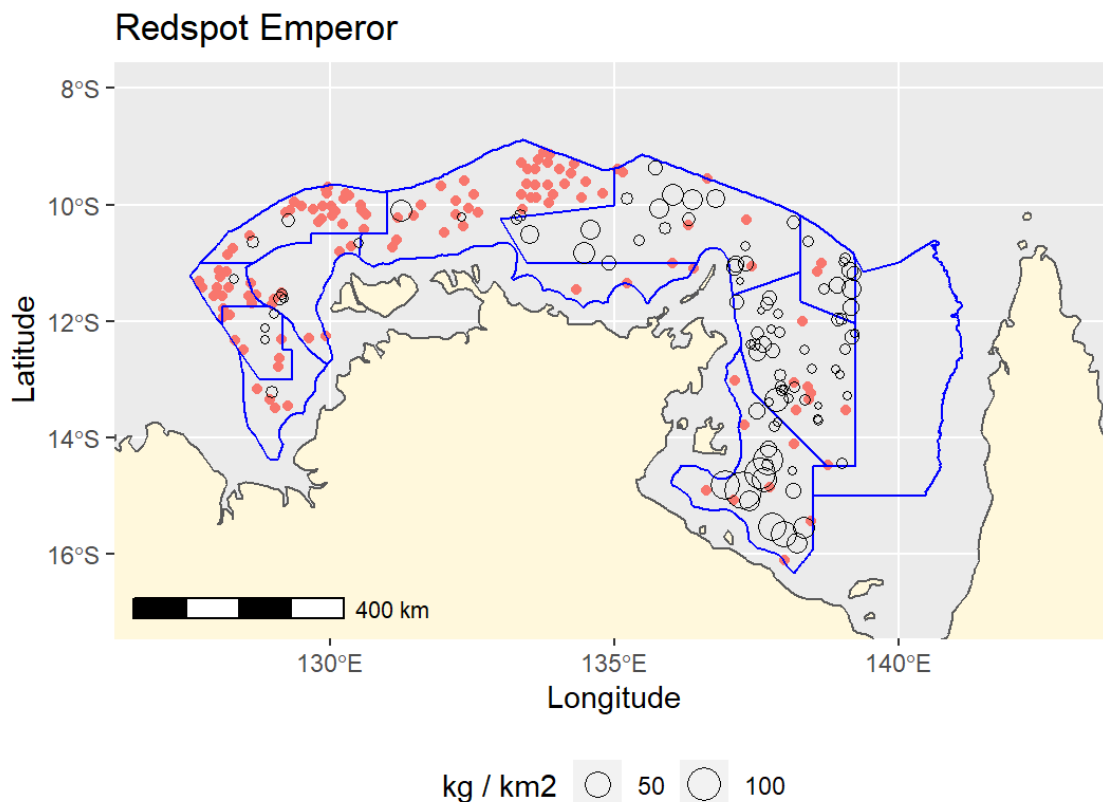 Redspot Emperor
8°S
10°S
12°S
14°S
16°S
Latitude
400 km
130°E
135°E
140°E
Longitude
kg / km2 50 100